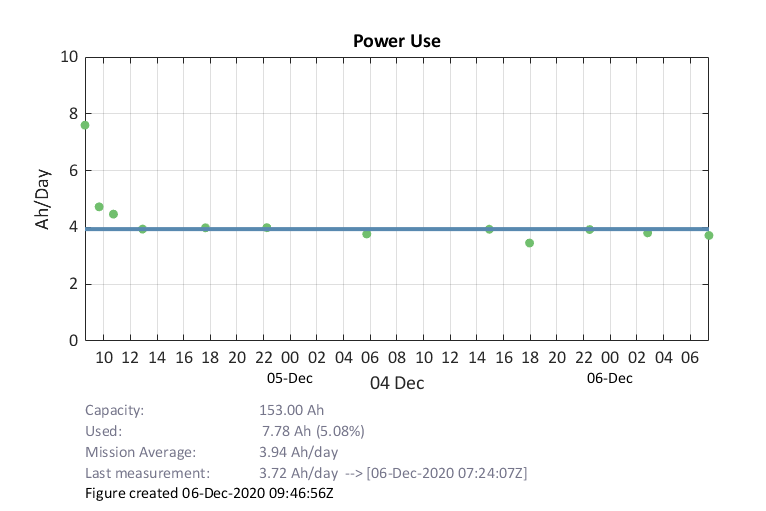 Power Use
10
8
6
4
2
0
Ah/Day
10 12 14 16 18 20 22 00 02 04 06 08 10 12 14 16 18 20 22 00 02 04 06
05-Dec 06-Dec
04 Dec
Capacity: 153.00 Ah
Used: 7.78 Ah (5.08%)
Mission Average: 3.94 Ah/day
Last measurement: 3.72 Ah/day --> [06-Dec-2020 07:24:07Z]
Figure created 06-Dec-2020 09:46:56Z